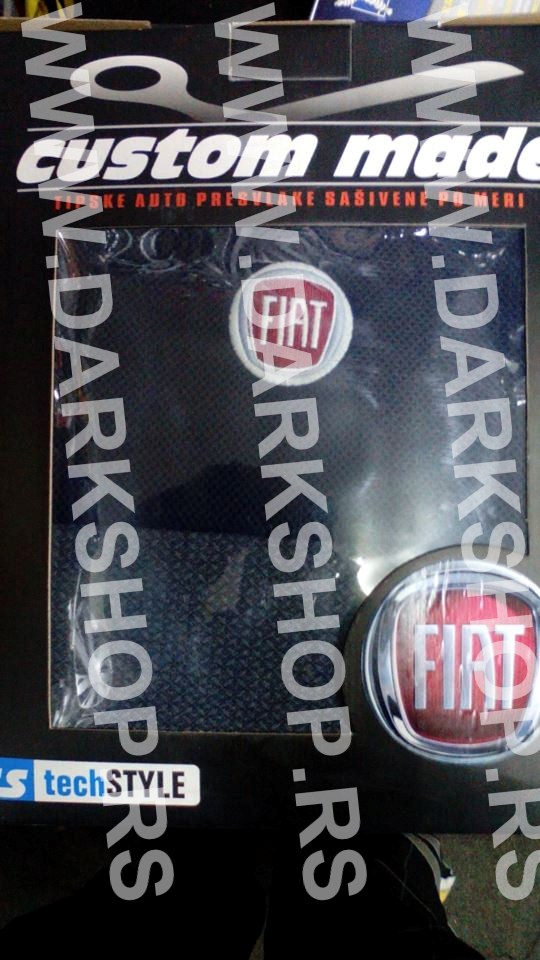 custom made
TIPSKE AUTO PRESVLAKE SAŠIVENE PO MERI
FIAT
FIAT
techSTYLE
WWW.DARKSHOP.RS
WWW.DARKSHOP.RS
WWW.DARKSHOP.RS